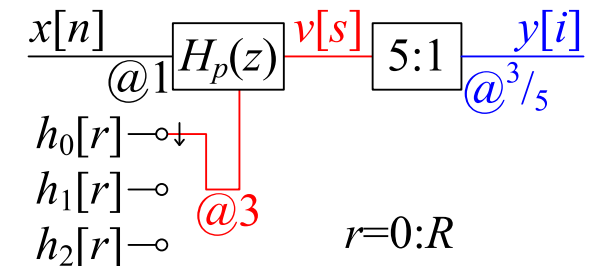 x[n] H_p(z) v[s] 5:1 y[i]
@1 @3/5
h_0[r]
h_1[r] @3
h_2[r] r=0:R